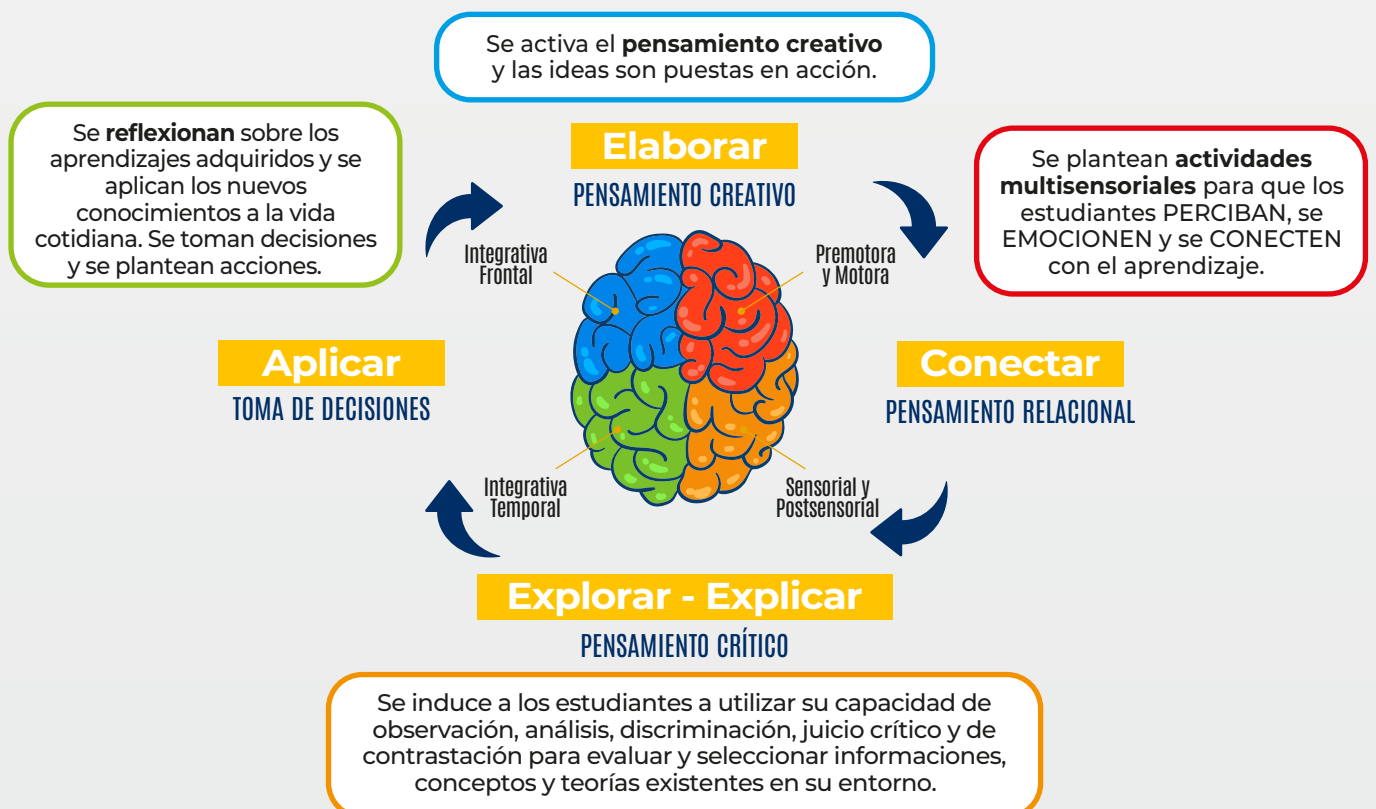 Se activa el pensamiento creativo
y las ideas son puestas en acción.
Elaborar
PENSAMIENTO CREATIVO
Se reflexionan sobre los
aprendizajes adquiridos y se
aplican los nuevos
conocimientos a la vida
cotidiana. Se toman decisiones
y se plantean acciones.
Se plantean actividades
multisensoriales para que los
estudiantes PERCIBAN, se
EMOCIONEN y se CONECTEN
con el aprendizaje.
Integrativa
Frontal
Premotora
y Motora
Aplicar
TOMA DE DECISIONES
Conectar
PENSAMIENTO RELACIONAL
Integrativa
Temporal
Sensorial y
Postsensorial
Explorar - Explicar
PENSAMIENTO CRÍTICO
Se induce a los estudiantes a utilizar su capacidad de
observación, análisis, discriminación, juicio crítico y de
contrastación para evaluar y seleccionar informaciones,
conceptos y teorías existentes en su entorno.